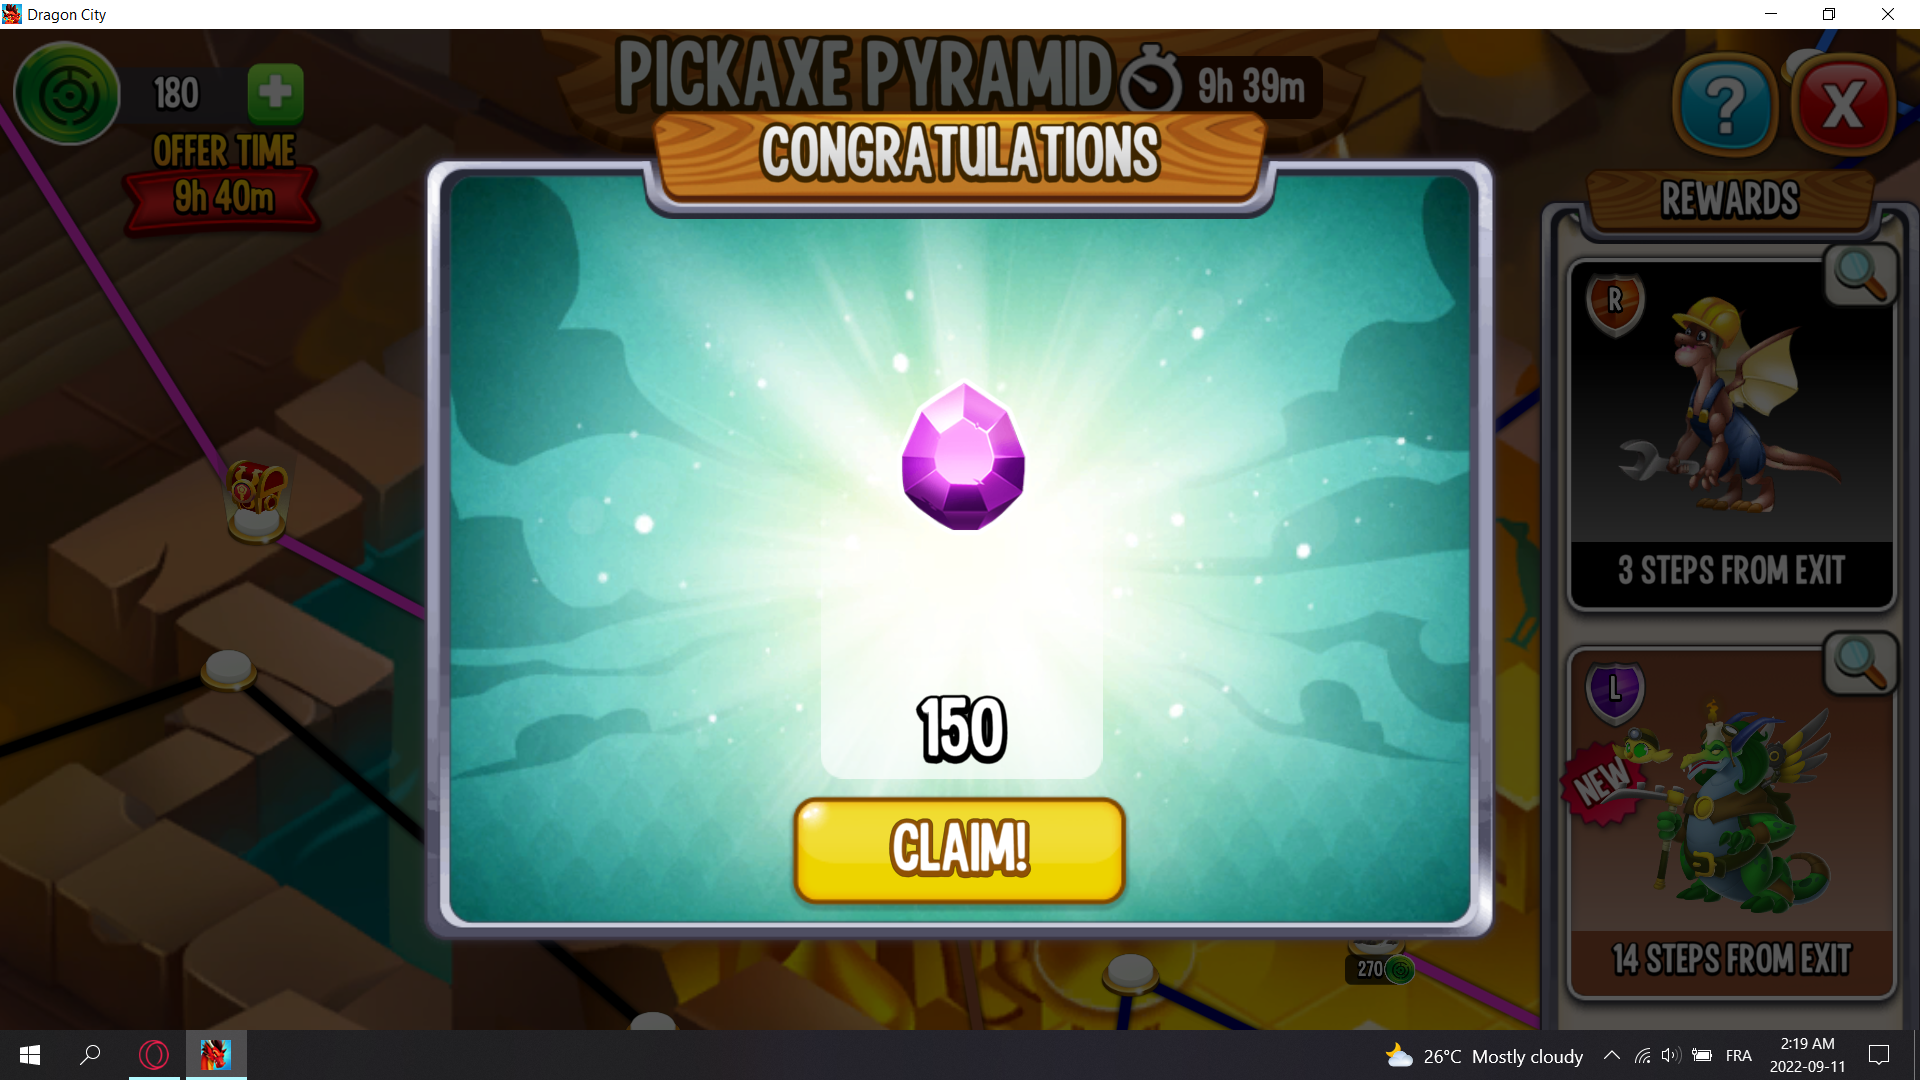 Dragon City
180
OFFER TIME
9h 40m
PICKAXE PYRAMID
9h 39m
CONGRATULATIONS
150
CLAIM!
?
X
REWARDS
R
3 STEPS FROM EXIT
L
NEW
14 STEPS FROM EXIT
270
26°C Mostly cloudy
FRA
2:19 AM
2022-09-11